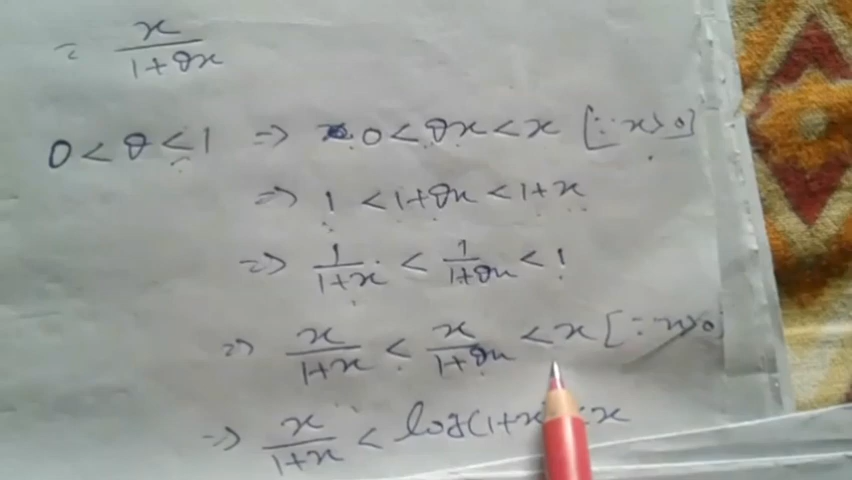 = x/(1+θx)
0 < θ < 1 ⇒ 0 < θx < x [∵ x > 0]
⇒ 1 < 1+θx < 1+x
⇒ 1/(1+x) < 1/(1+θx) < 1
⇒ x/(1+x) < x/(1+θx) < x [∵ x > 0]
⇒ x/(1+x) < log(1+x) < x